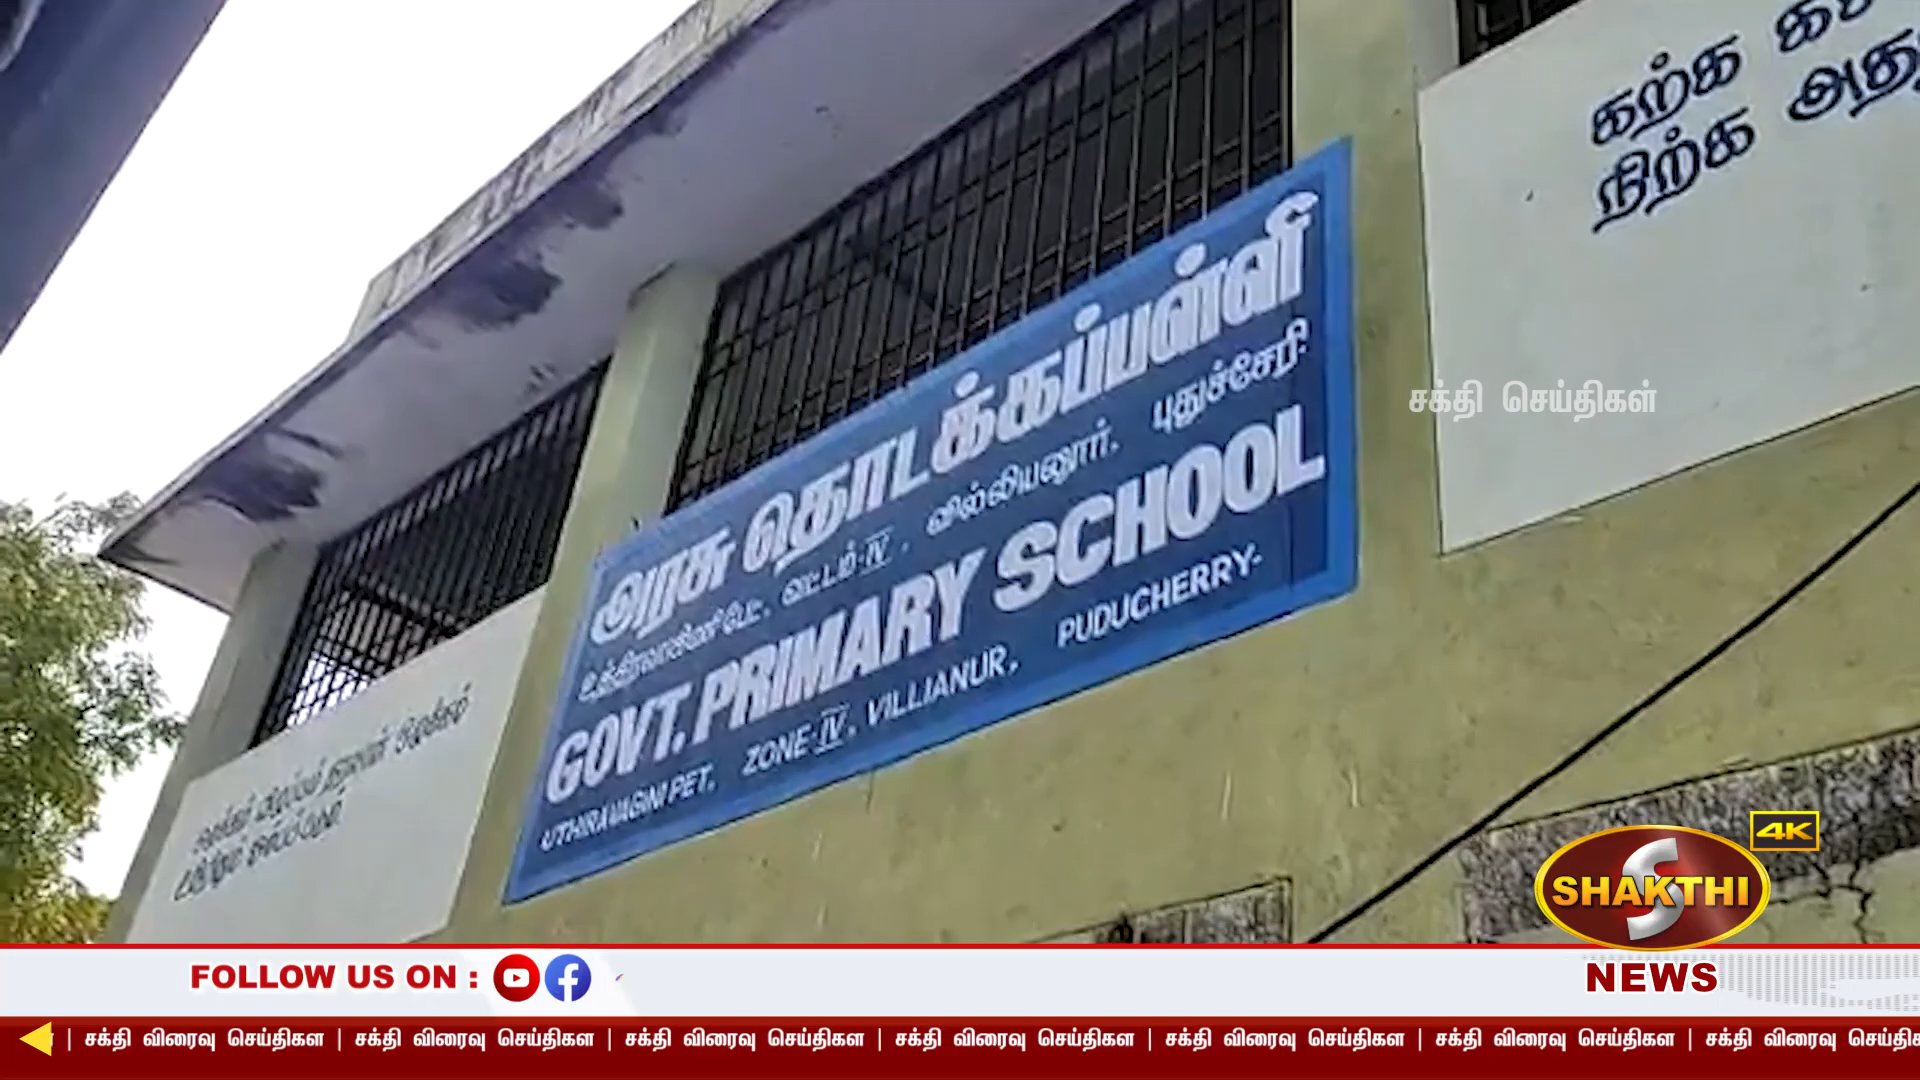 கற்க
நிற்க
அரசு தொடக்கப்பள்ளி
உத்திரவாகினிபேட், வட்டம்-IV, வில்லியனூர், புதுச்சேரி.
GOVT. PRIMARY SCHOOL
UTHIRAVAGINI PET, ZONE-IV, VILLIANUR, PUDUCHERRY.
சக்தி செய்திகள்
4K
S
SHAKTHI
NEWS
FOLLOW US ON :
| சக்தி விரைவு செய்திகள | சக்தி விரைவு செய்திகள | சக்தி விரைவு செய்திகள | சக்தி விரைவு செய்திகள | சக்தி விரைவு செய்திகள | சக்தி விரைவு செய்திகள | சக்தி விரைவு